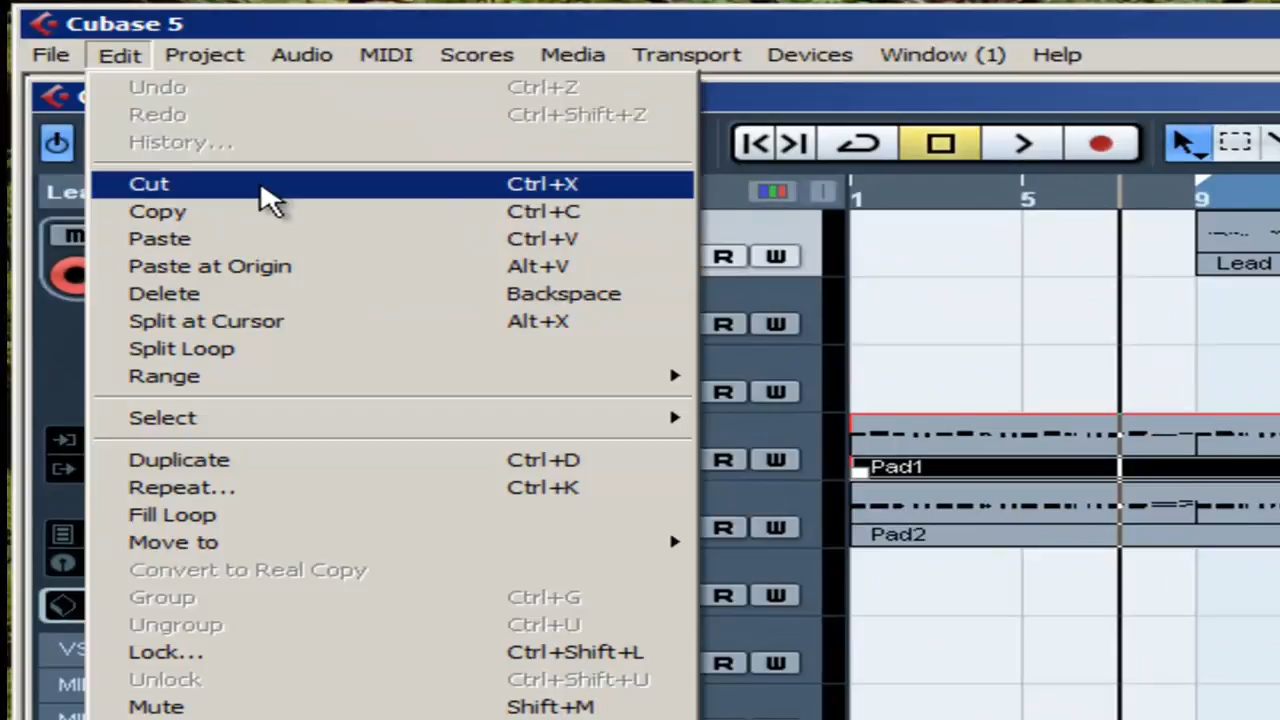 Cubase 5
File Edit Project Audio MIDI Scores Media Transport Devices Window (1) Help
Undo Ctrl+Z
Redo Ctrl+Shift+Z
History...
Cut Ctrl+X
Copy Ctrl+C
Paste Ctrl+V
Paste at Origin Alt+V
Delete Backspace
Split at Cursor Alt+X
Split Loop
Range
Select
Duplicate Ctrl+D
Repeat... Ctrl+K
Fill Loop
Move to
Convert to Real Copy
Group Ctrl+G
Ungroup Ctrl+U
Lock... Ctrl+Shift+L
Unlock Ctrl+Shift+U
Mute Shift+M
Lea
m
VS
MI
R W
R W
R W
R W
R W
R W
R W
1 5 9
Lead
Pad1
Pad2